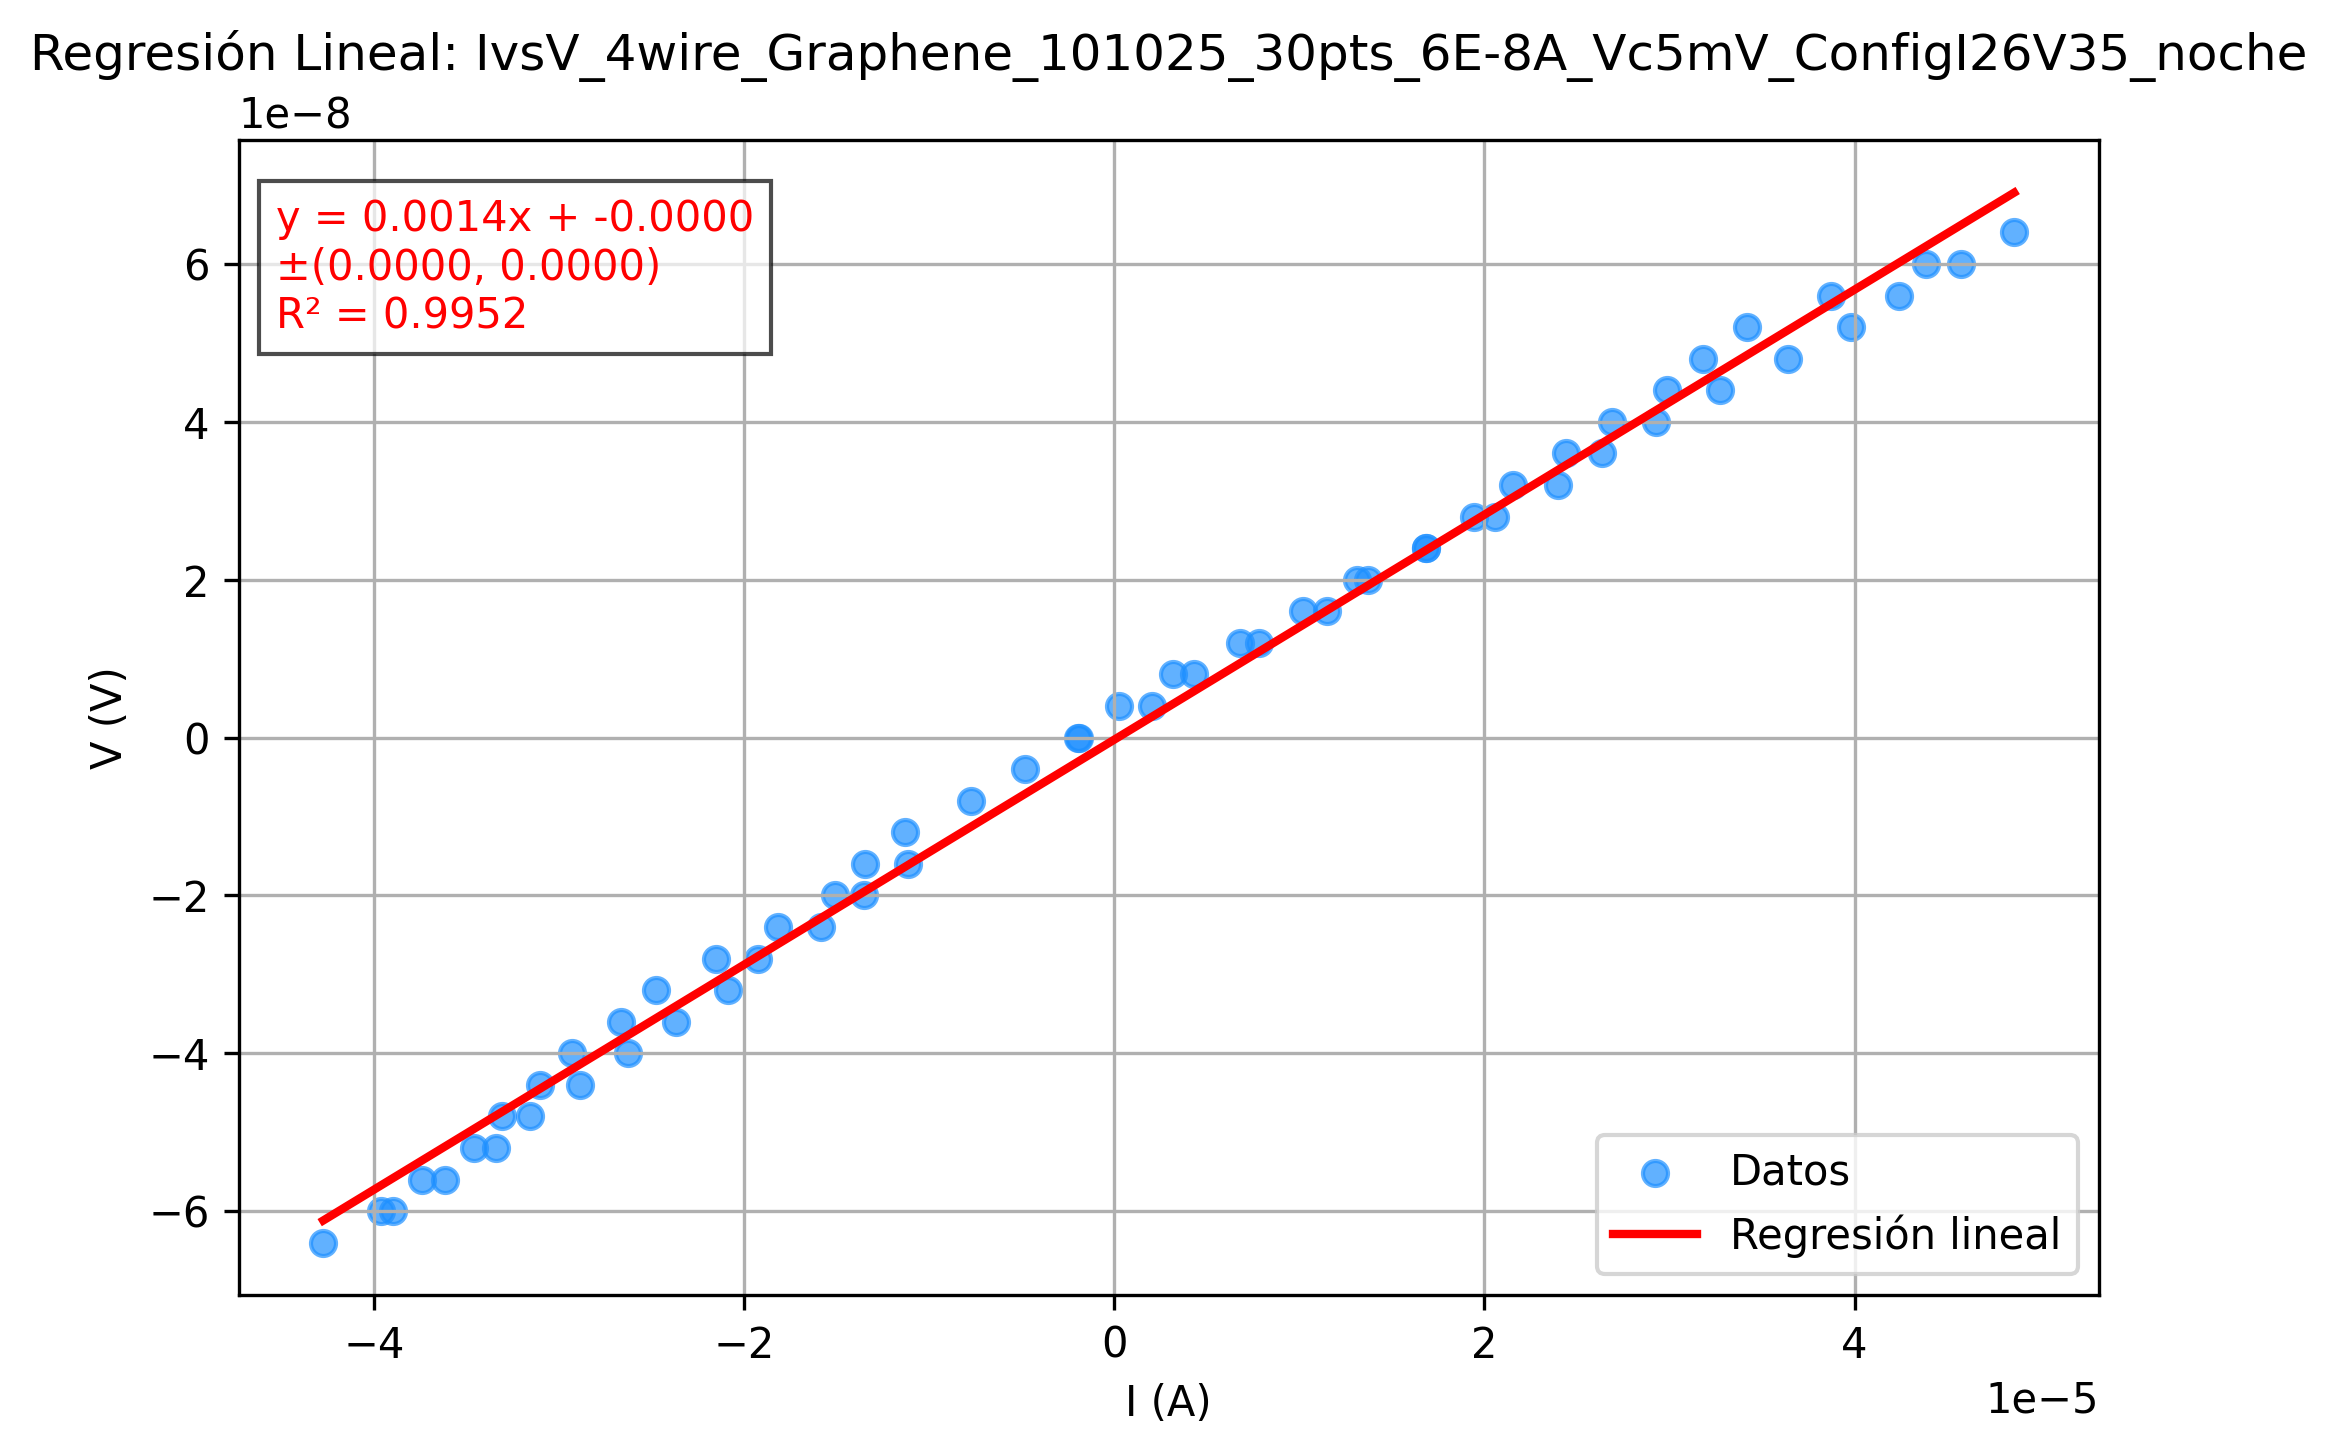 Regresión Lineal: IvsV_4wire_Graphene_101025_30pts_6E-8A_Vc5mV_ConfigI26V35_noche
1e−8
y = 0.0014x + -0.0000
±(0.0000, 0.0000)
R² = 0.9952
6
4
2
0
−2
−4
−6
V (V)
Datos
Regresión lineal
−4
−2
0
2
4
I (A)
1e−5